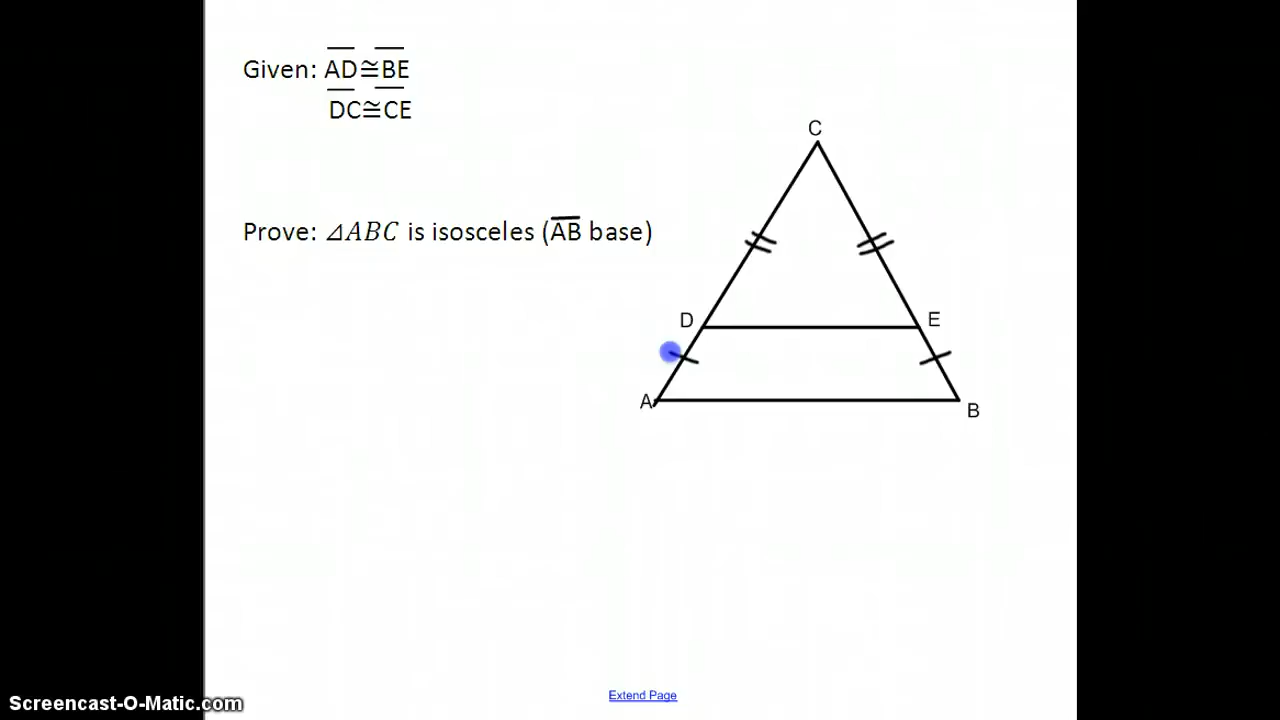 Given: AD≅BE
DC≅CE
C
Prove: ⊿ABC is isosceles (AB base)
D
E
A
B
Extend Page
Screencast-O-Matic.com